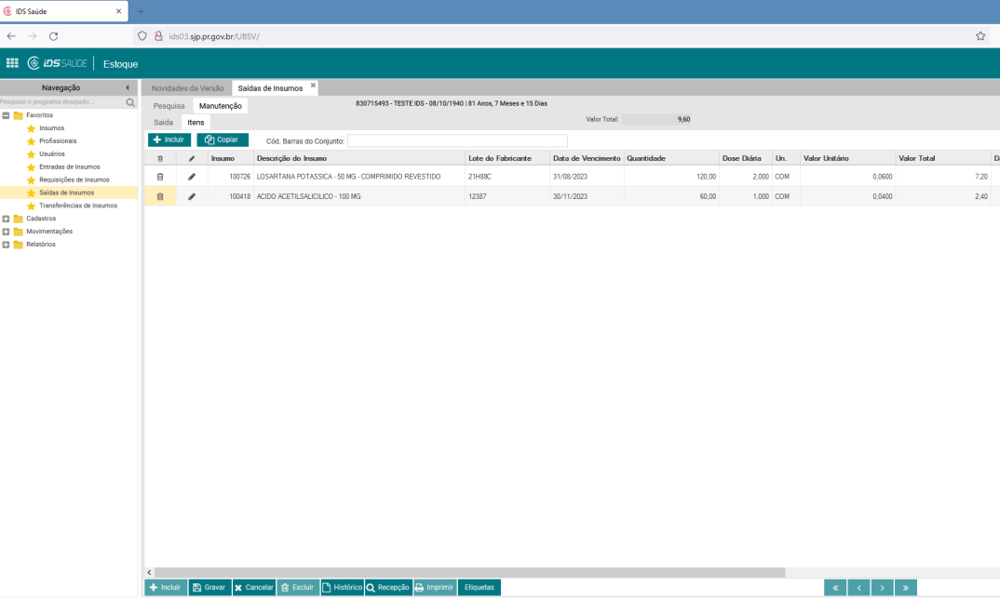 IDS Saúde
ids03.sjp.pr.gov.br/UBSV/
IDS SAÚDE | Estoque
Navegação
Pesquise o programa desejado...
Favoritos
Insumos
Profissionais
Usuários
Entradas de Insumos
Requisições de Insumos
Saídas de Insumos
Transferências de Insumos
Cadastros
Movimentações
Relatórios
Novidades da Versão Saídas de Insumos
Pesquisa Manutenção 830715493 - TESTE IDS - 08/10/1940 | 81 Anos, 7 Meses e 15 Dias
Saída Itens Valor Total: 9,60
Incluir Copiar Cód. Barras do Conjunto:
Insumo Descrição do Insumo Lote do Fabricante Data de Vencimento Quantidade Dose Diária Un. Valor Unitário Valor Total D
100726 LOSARTANA POTASSICA - 50 MG - COMPRIMIDO REVESTIDO 21H88C 31/08/2023 120,00 2,000 COM 0,0600 7,20
100418 ACIDO ACETILSALICILICO - 100 MG 12387 30/11/2023 60,00 1,000 COM 0,0400 2,40
Incluir Gravar Cancelar Excluir Histórico Recepção Imprimir Etiquetas